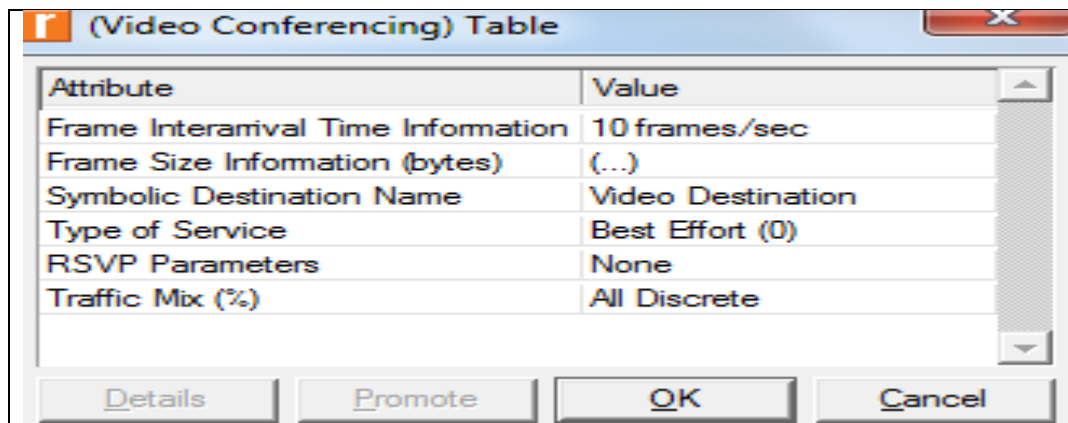 r (Video Conferencing) Table
Attribute Value
Frame Interarrival Time Information 10 frames/sec
Frame Size Information (bytes) (...)
Symbolic Destination Name Video Destination
Type of Service Best Effort (0)
RSVP Parameters None
Traffic Mix (%) All Discrete
Details Promote OK Cancel